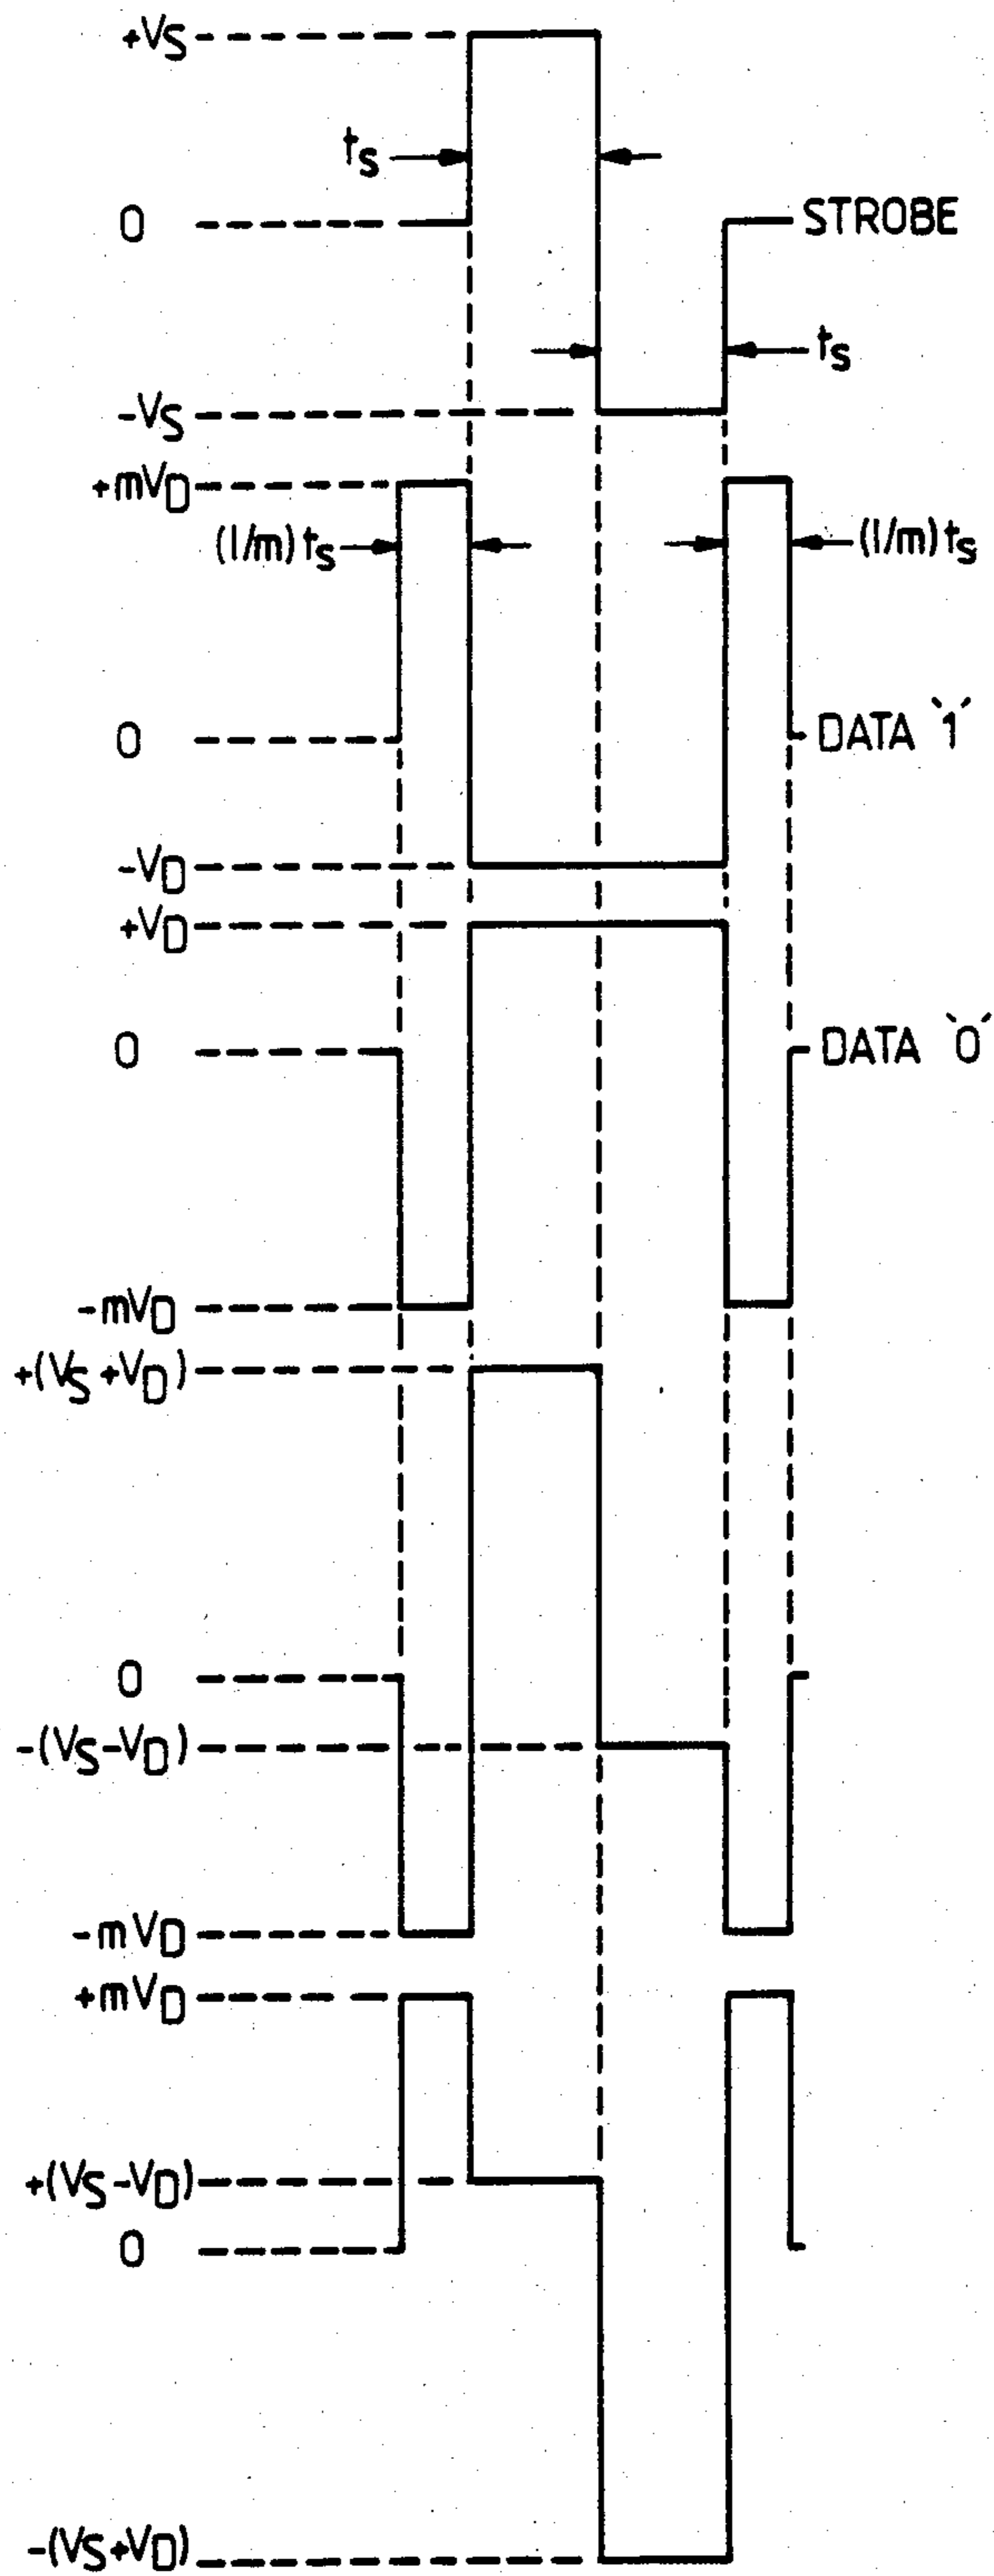 +VS
tS
0 STROBE
tS
-VS
+mVD
(1/m)tS (1/m)tS
0 DATA `1´
-VD
+VD
0 DATA `0´
-mVD
+(VS+VD)
0
-(VS-VD)
-mVD
+mVD
+(VS-VD)
0
-(VS+VD)